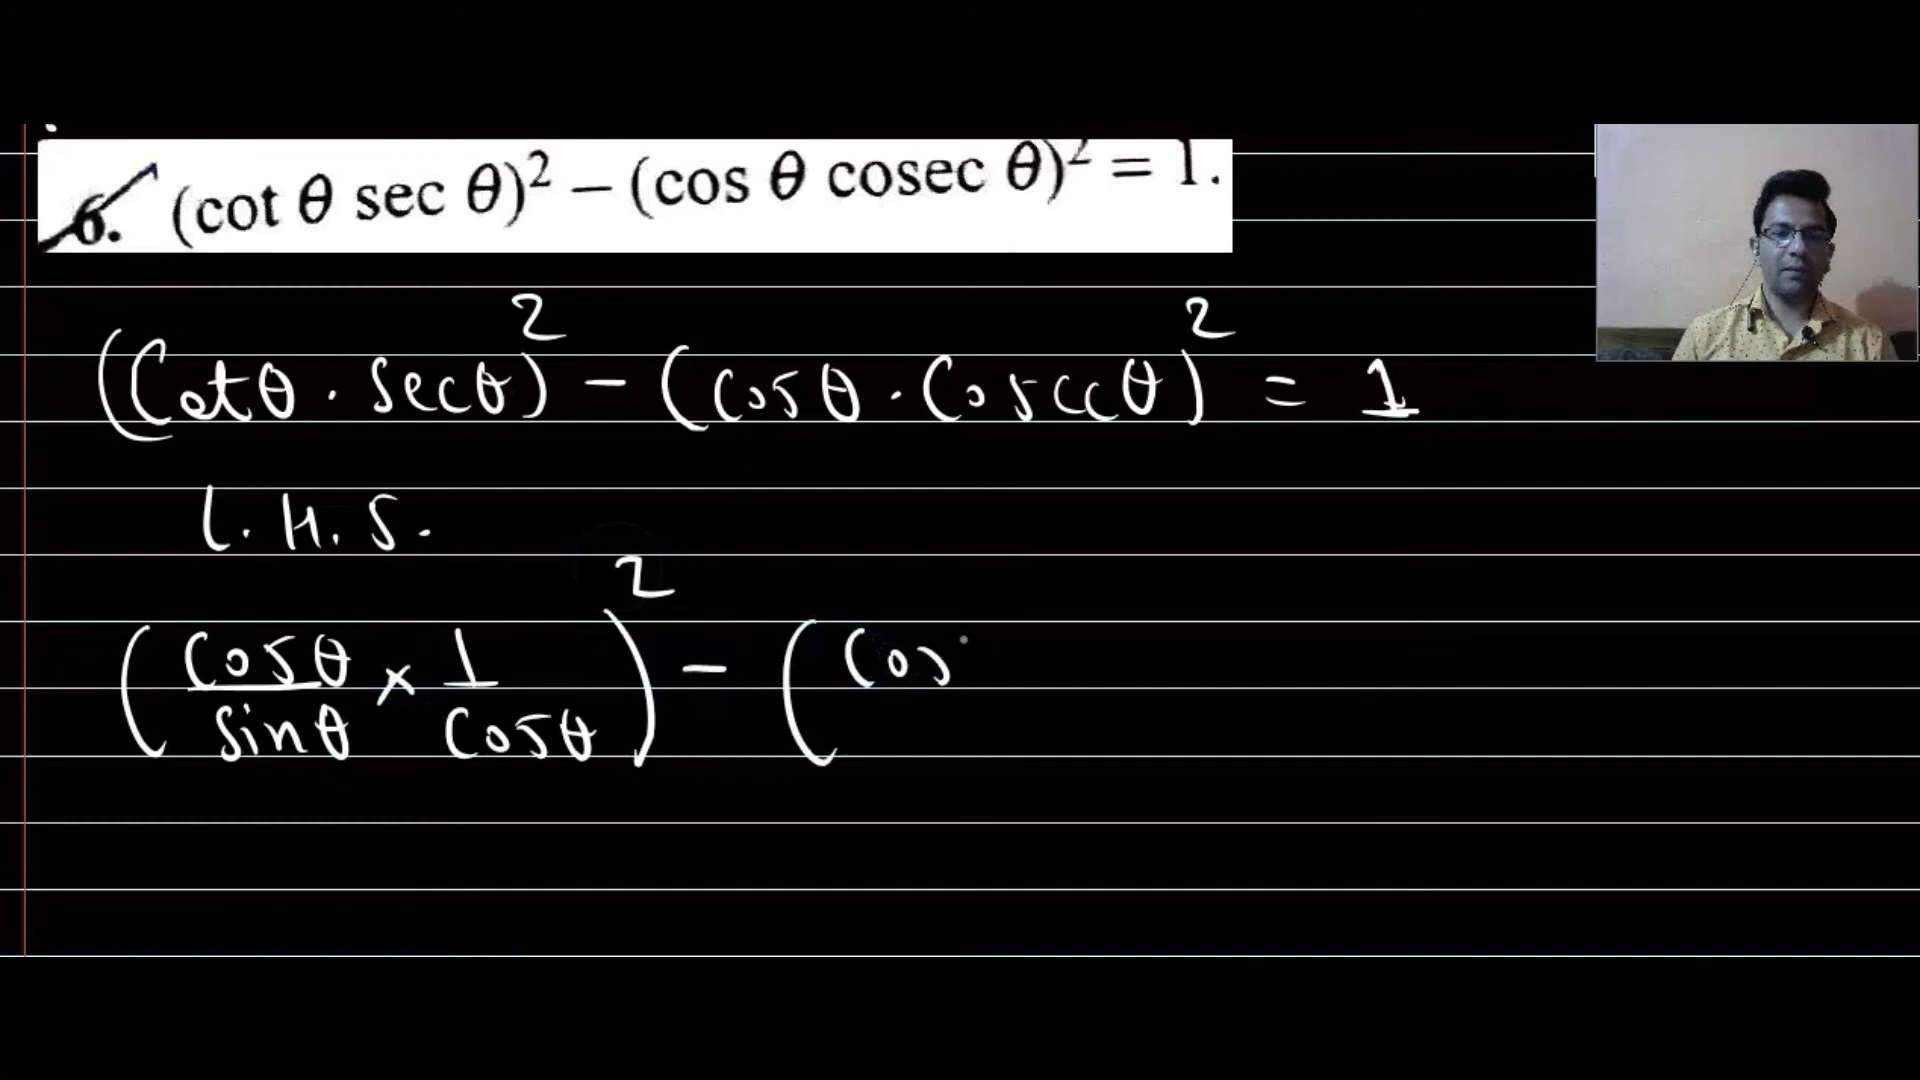 6. (cot θ sec θ)² – (cos θ cosec θ)² = 1.
(Cotθ · Secθ)² – (Cosθ · Cosecθ)² = 1
L.H.S.
(Cosθ/Sinθ × 1/Cosθ)² – (Cos